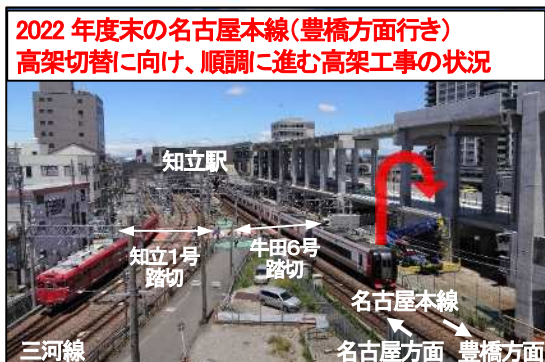 2022 年度末の名古屋本線（豊橋方面行き）
高架切替に向け、順調に進む高架工事の状況
知立駅
知立1号
踏切
牛田6号
踏切
名古屋本線
三河線
名古屋方面 豊橋方面